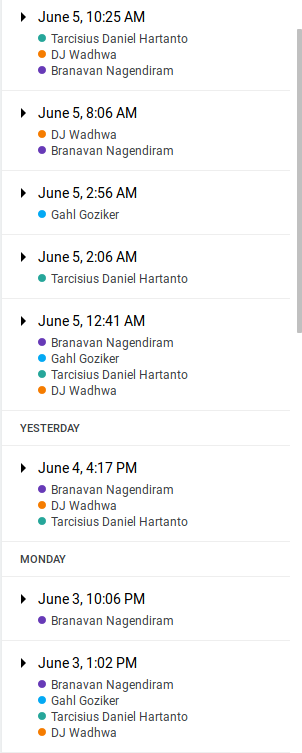 June 5, 10:25 AM
Tarcisius Daniel Hartanto
DJ Wadhwa
Branavan Nagendiram
June 5, 8:06 AM
DJ Wadhwa
Branavan Nagendiram
June 5, 2:56 AM
Gahl Goziker
June 5, 2:06 AM
Tarcisius Daniel Hartanto
June 5, 12:41 AM
Branavan Nagendiram
Gahl Goziker
Tarcisius Daniel Hartanto
DJ Wadhwa
YESTERDAY
June 4, 4:17 PM
Branavan Nagendiram
DJ Wadhwa
Tarcisius Daniel Hartanto
MONDAY
June 3, 10:06 PM
Branavan Nagendiram
June 3, 1:02 PM
Branavan Nagendiram
Gahl Goziker
Tarcisius Daniel Hartanto
DJ Wadhwa